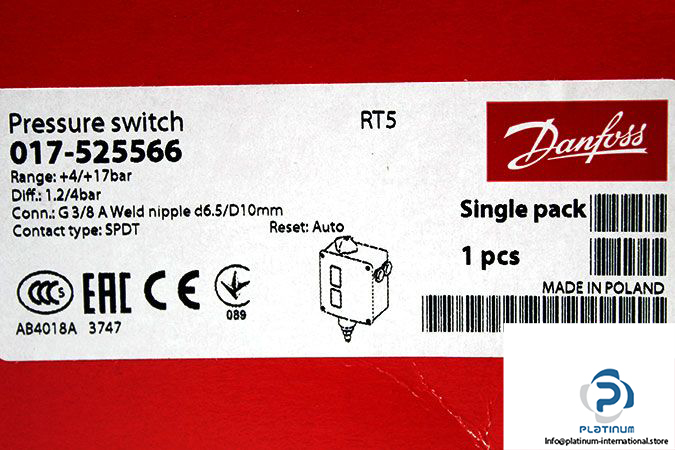 Pressure switch
RT5
017-525566
Range: +4/+17bar
Diff.: 1.2/4bar
Conn.: G 3/8 A Weld nipple d6.5/D10mm
Contact type: SPDT
Reset: Auto
Danfoss
Single pack
1 pcs
MADE IN POLAND
CCC S
EAC CE
089
AB4018A 3747
PLATINUM
INTERNATIONAL
Info@platinum-international.store